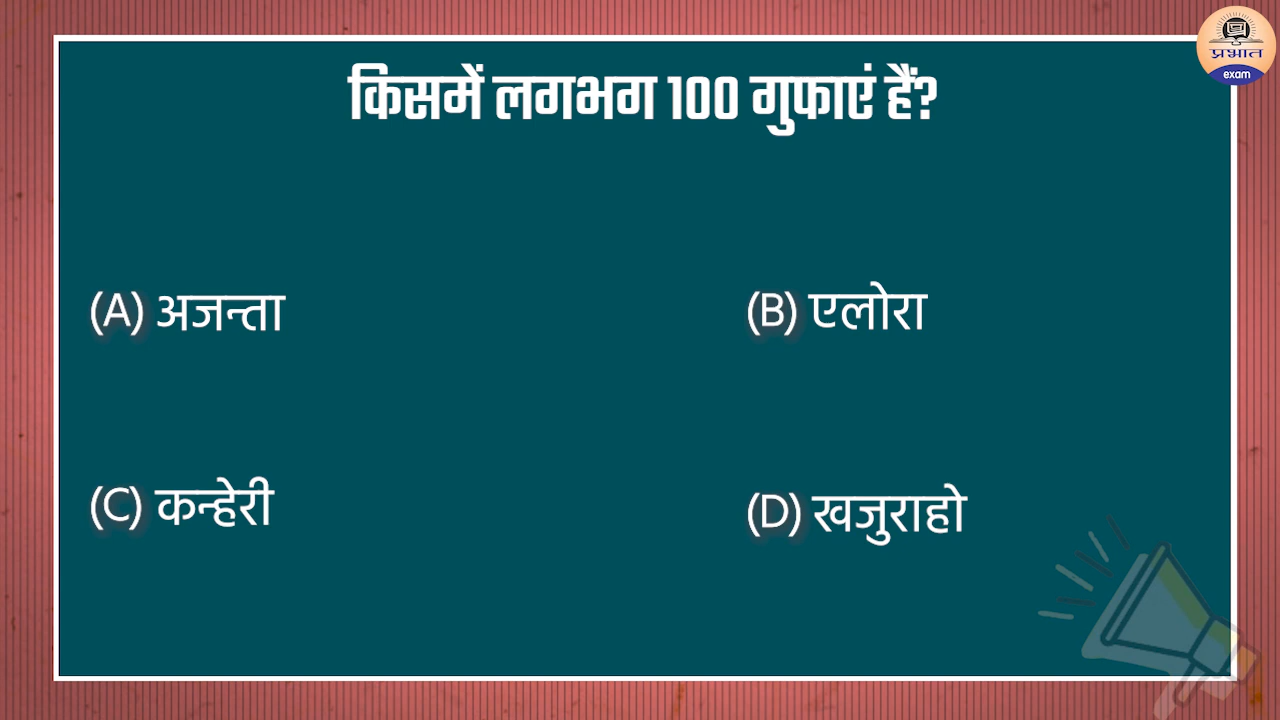 प्रभात
exam
किसमें लगभग 100 गुफाएं हैं?
(A) अजन्ता
(B) एलोरा
(C) कन्हेरी
(D) खजुराहो